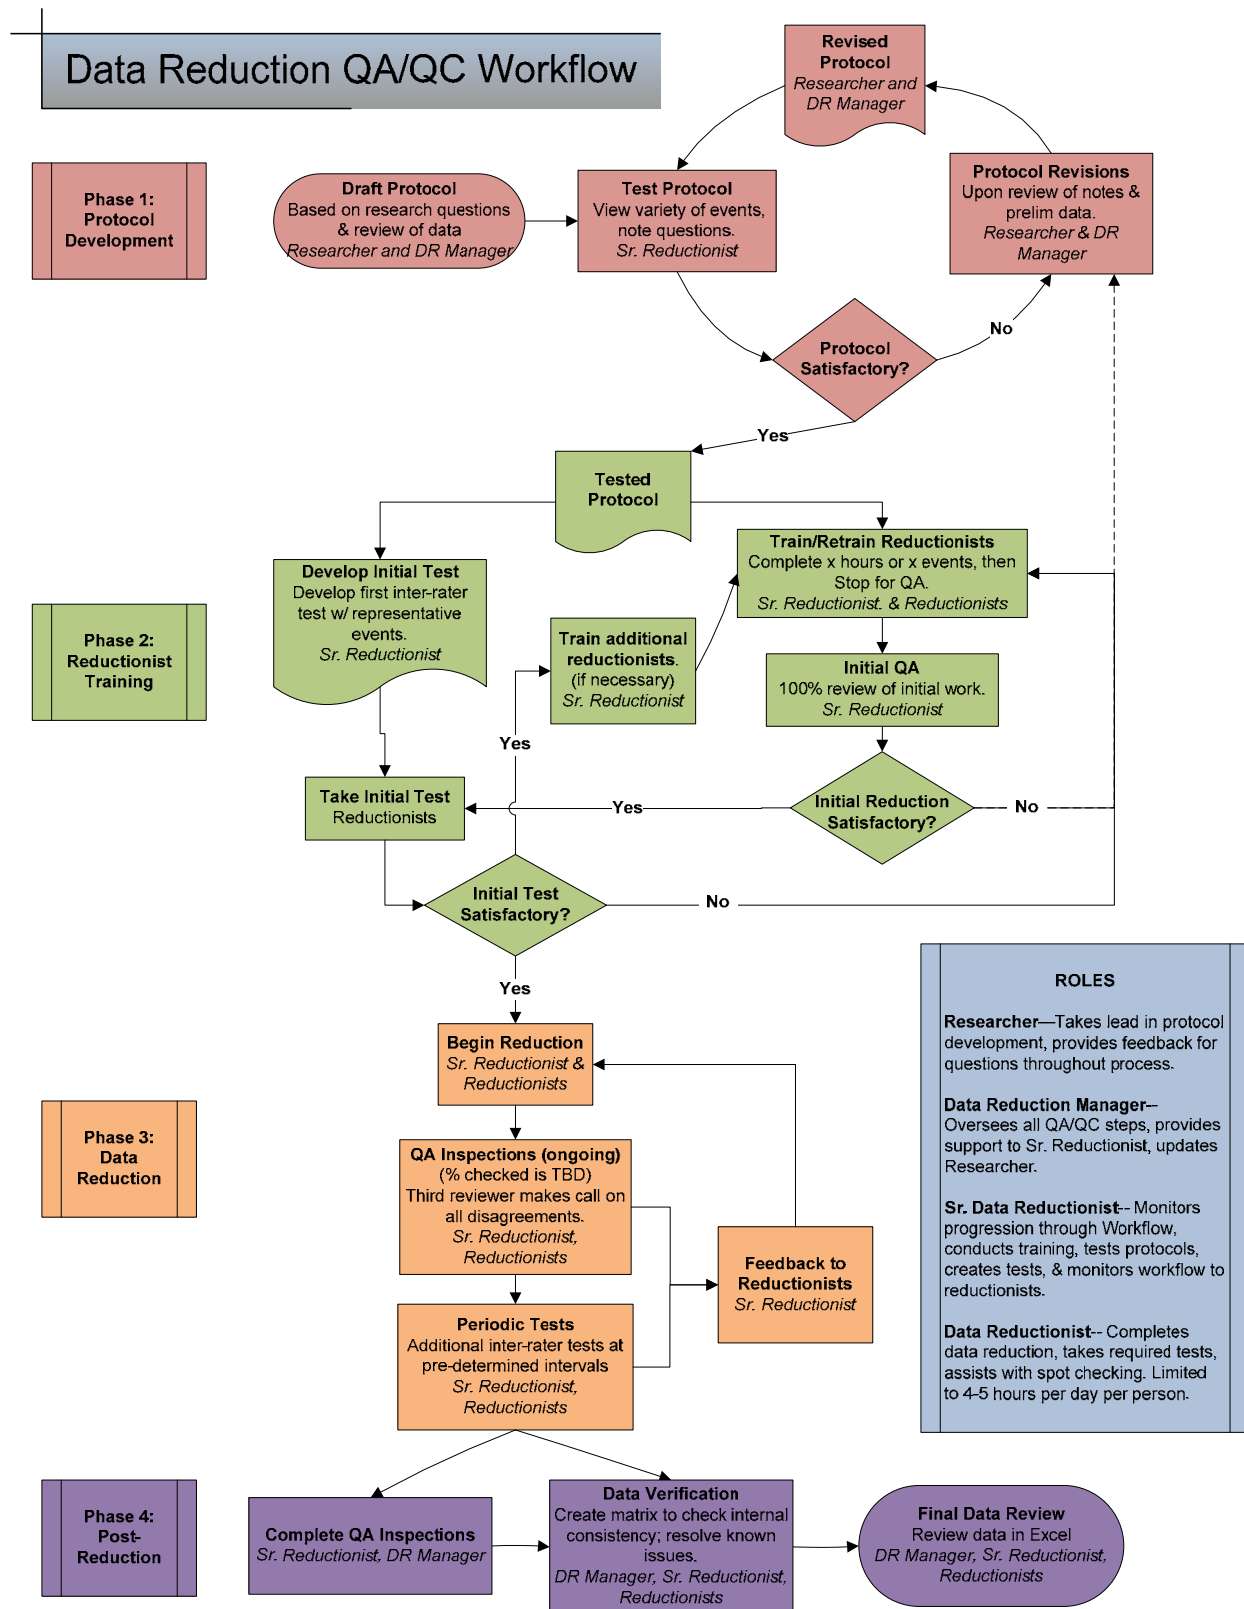 Data Reduction QA/QC Workflow
Revised
Protocol
Researcher and
DR Manager
Phase 1:
Protocol
Development
Draft Protocol
Based on research questions
& review of data
Researcher and DR Manager
Test Protocol
View variety of events,
note questions.
Sr. Reductionist
Protocol Revisions
Upon review of notes &
prelim data.
Researcher & DR
Manager
No
Protocol
Satisfactory?
Yes
Tested
Protocol
Phase 2:
Reductionist
Training
Develop Initial Test
Develop first inter-rater
test w/ representative
events.
Sr. Reductionist
Train/Retrain Reductionists
Complete x hours or x events, then
Stop for QA.
Sr. Reductionist. & Reductionists
Train additional
reductionists.
(if necessary)
Sr. Reductionist
Initial QA
100% review of initial work.
Sr. Reductionist
Yes
Take Initial Test
Reductionists
Yes
Initial Reduction
Satisfactory?
No
Initial Test
Satisfactory?
No
Yes
Phase 3:
Data
Reduction
Begin Reduction
Sr. Reductionist &
Reductionists
QA Inspections (ongoing)
(% checked is TBD)
Third reviewer makes call on
all disagreements.
Sr. Reductionist,
Reductionists
Feedback to
Reductionists
Sr. Reductionist
Periodic Tests
Additional inter-rater tests at
pre-determined intervals
Sr. Reductionist,
Reductionists
ROLES
Researcher—Takes lead in protocol
development, provides feedback for
questions throughout process.
Data Reduction Manager--
Oversees all QA/QC steps, provides
support to Sr. Reductionist, updates
Researcher.
Sr. Data Reductionist-- Monitors
progression through Workflow,
conducts training, tests protocols,
creates tests, & monitors workflow to
reductionists.
Data Reductionist-- Completes
data reduction, takes required tests,
assists with spot checking. Limited
to 4-5 hours per day per person.
Phase 4:
Post-
Reduction
Complete QA Inspections
Sr. Reductionist, DR Manager
Data Verification
Create matrix to check internal
consistency; resolve known
issues.
DR Manager, Sr. Reductionist,
Reductionists
Final Data Review
Review data in Excel
DR Manager, Sr. Reductionist,
Reductionists